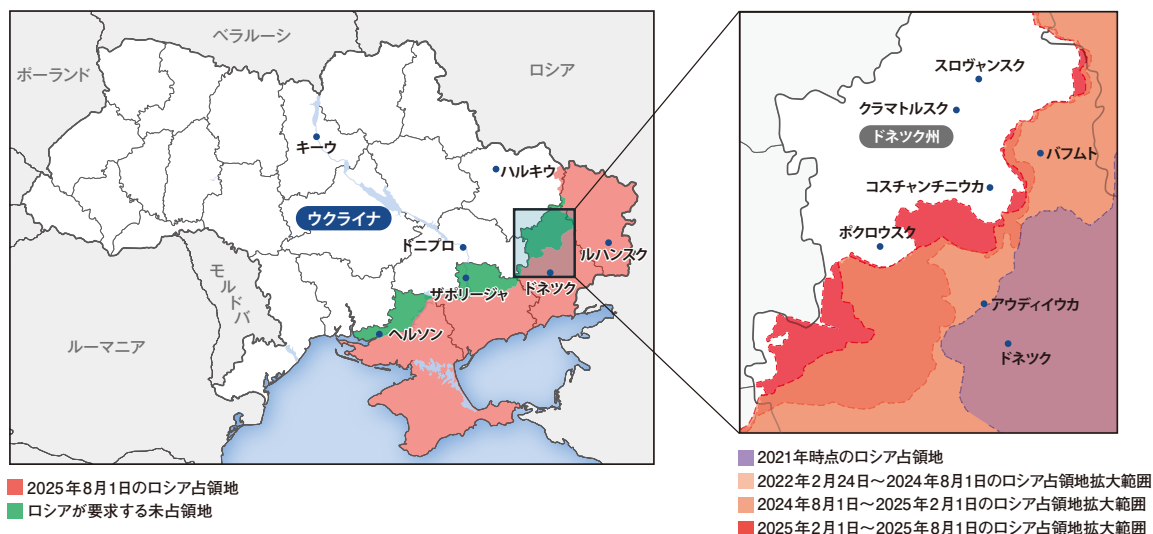 ベラルーシ
ポーランド
ロシア
キーウ
ハルキウ
ウクライナ
ドニプロ
ルハンスク
モルドバ
ザポリージャ
ドネツク
ルーマニア
ヘルソン
2025年8月1日のロシア占領地
ロシアが要求する未占領地
スロヴャンスク
クラマトルスク
ドネツク州
バフムト
コスチャンチニウカ
ポクロウスク
アウディイウカ
ドネツク
2021年時点のロシア占領地
2022年2月24日～2024年8月1日のロシア占領地拡大範囲
2024年8月1日～2025年2月1日のロシア占領地拡大範囲
2025年2月1日～2025年8月1日のロシア占領地拡大範囲